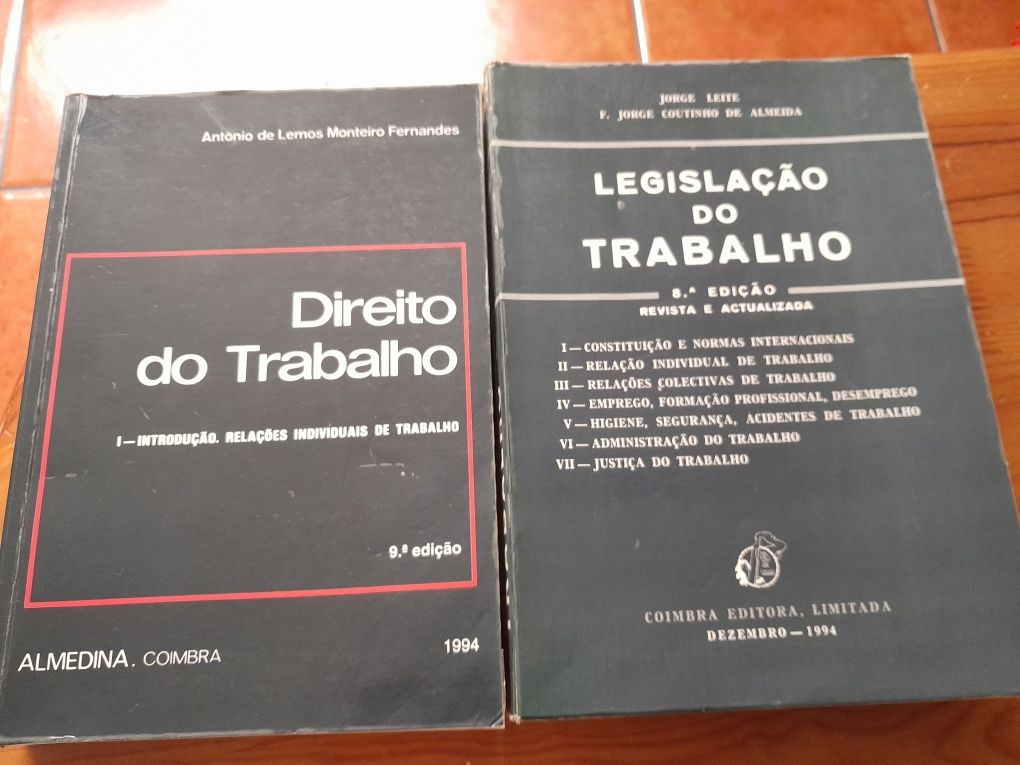 António de Lemos Monteiro Fernandes
Direito
do Trabalho
I — INTRODUÇÃO. RELAÇÕES INDIVIDUAIS DE TRABALHO
9.ª edição
ALMEDINA. COIMBRA
1994
JORGE LEITE
F. JORGE COUTINHO DE ALMEIDA
LEGISLAÇÃO
DO
TRABALHO
8.ª EDIÇÃO
REVISTA E ACTUALIZADA
I — CONSTITUIÇÃO E NORMAS INTERNACIONAIS
II — RELAÇÃO INDIVIDUAL DE TRABALHO
III — RELAÇÕES COLECTIVAS DE TRABALHO
IV — EMPREGO, FORMAÇÃO PROFISSIONAL, DESEMPREGO
V — HIGIENE, SEGURANÇA, ACIDENTES DE TRABALHO
VI — ADMINISTRAÇÃO DO TRABALHO
VII — JUSTIÇA DO TRABALHO
COIMBRA EDITORA, LIMITADA
DEZEMBRO — 1994